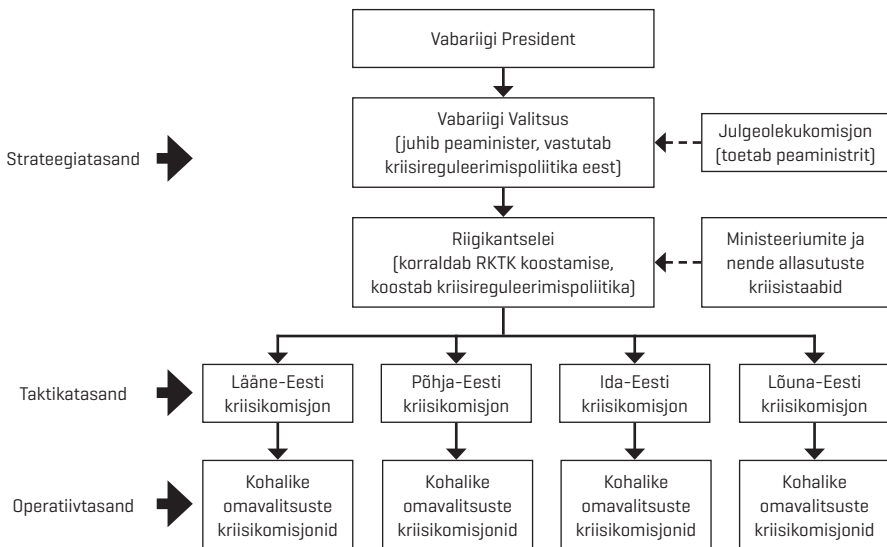 Vabariigi President
Strateegiatasand
Vabariigi Valitsus
(juhib peaminister, vastutab
kriisireguleerimispoliitika eest)
Julgeolekukomisjon
(toetab peaministrit)
Riigikantselei
(korraldab RKTK koostamise,
koostab kriisireguleerimispoliitika)
Ministeeriumite ja
nende allasutuste
kriisistaabid
Taktikatasand
Lääne-Eesti
kriisikomisjon
Põhja-Eesti
kriisikomisjon
Ida-Eesti
kriisikomisjon
Lõuna-Eesti
kriisikomisjon
Operatiivtasand
Kohalike
omavalitsuste
kriisikomisjonid
Kohalike
omavalitsuste
kriisikomisjonid
Kohalike
omavalitsuste
kriisikomisjonid
Kohalike
omavalitsuste
kriisikomisjonid